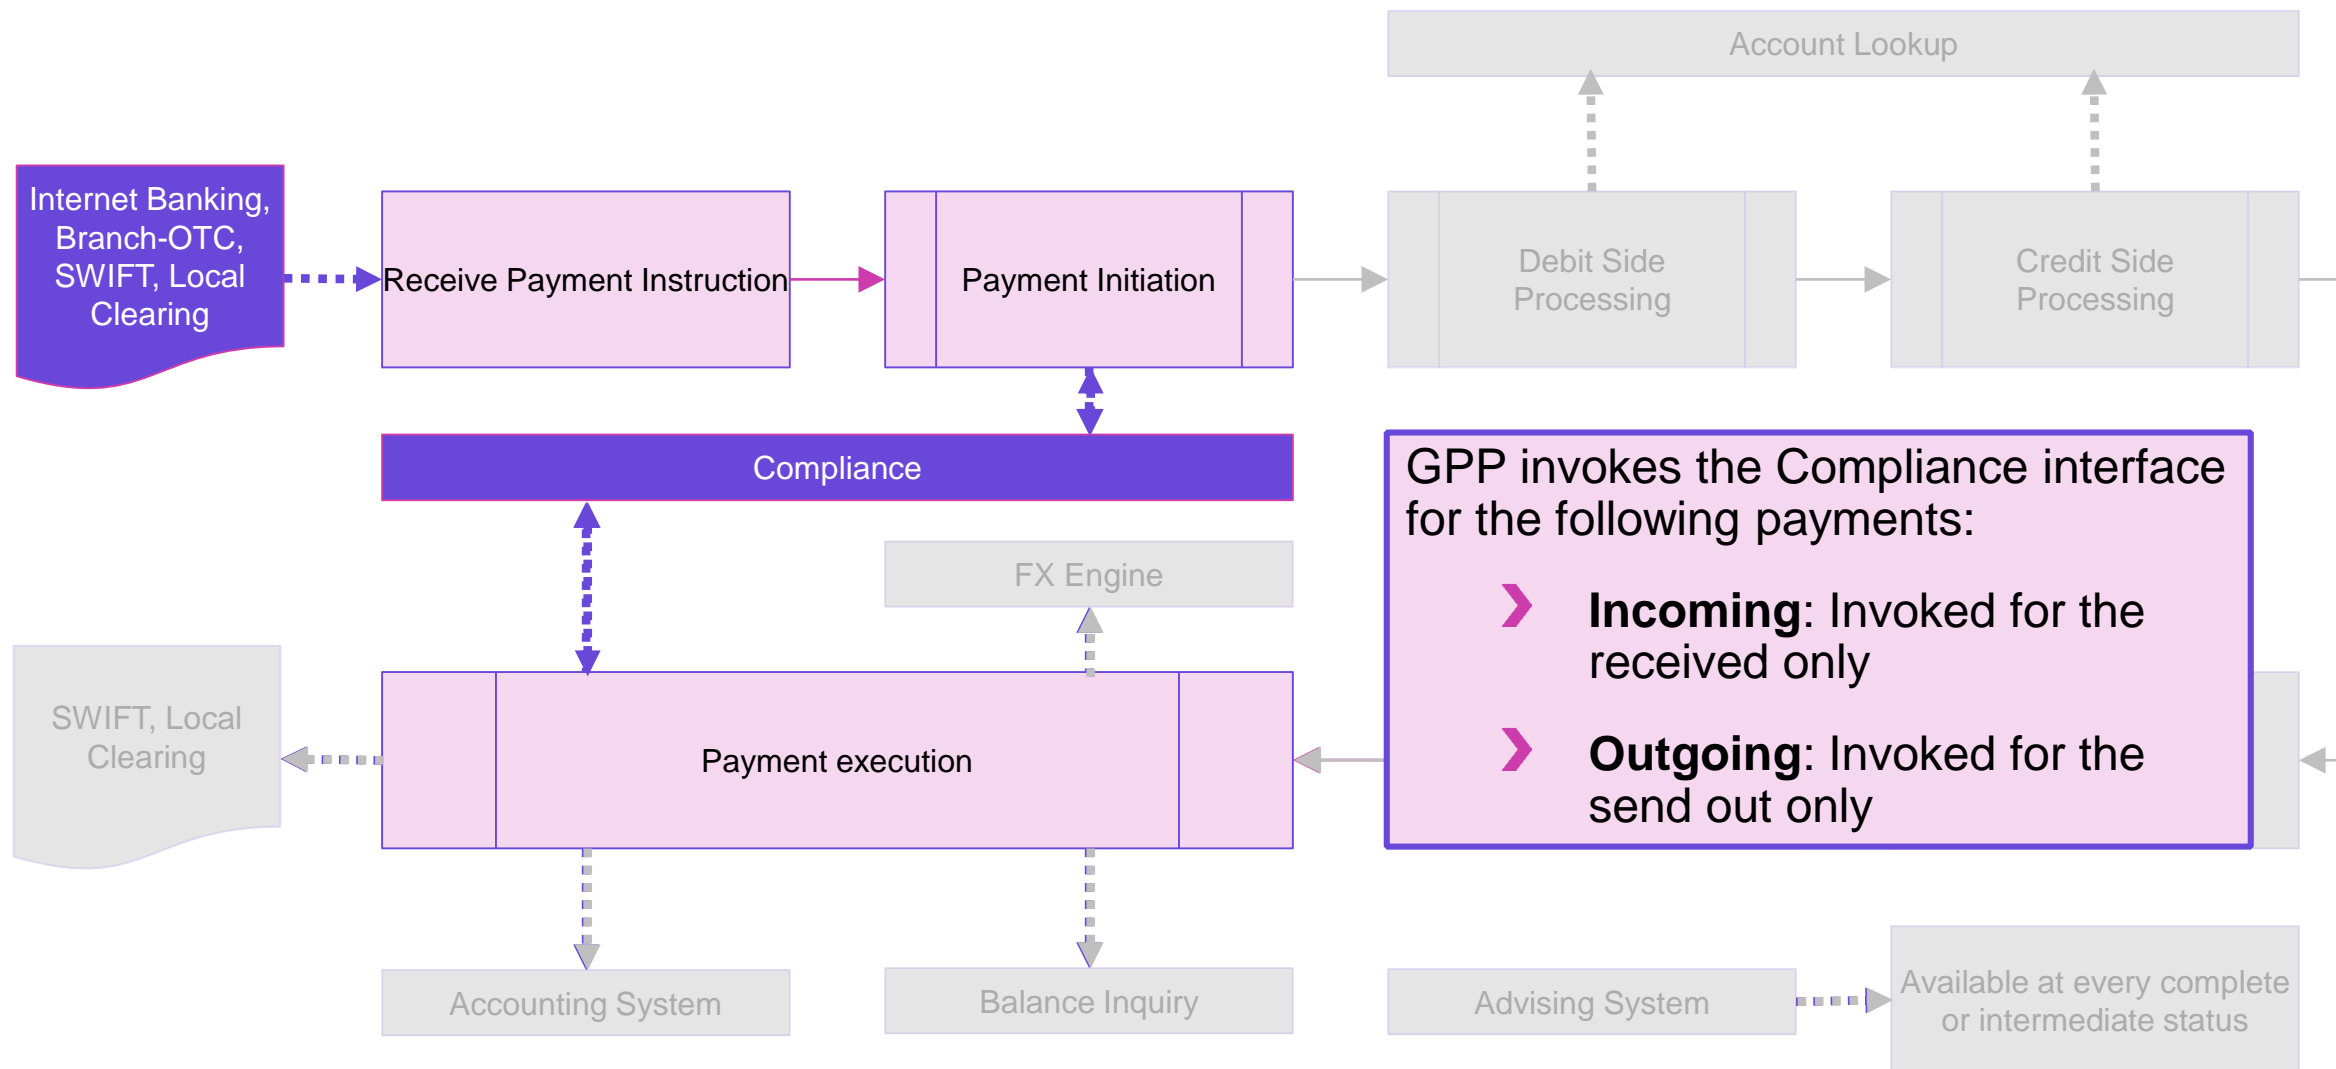 Account Lookup
Internet Banking,
Branch-OTC,
SWIFT, Local
Clearing
Receive Payment Instruction
Payment Initiation
Debit Side
Processing
Credit Side
Processing
Compliance
GPP invokes the Compliance interface
for the following payments:
Incoming: Invoked for the
received only
Outgoing: Invoked for the
send out only
FX Engine
SWIFT, Local
Clearing
Payment execution
Accounting System
Balance Inquiry
Advising System
Available at every complete
or intermediate status